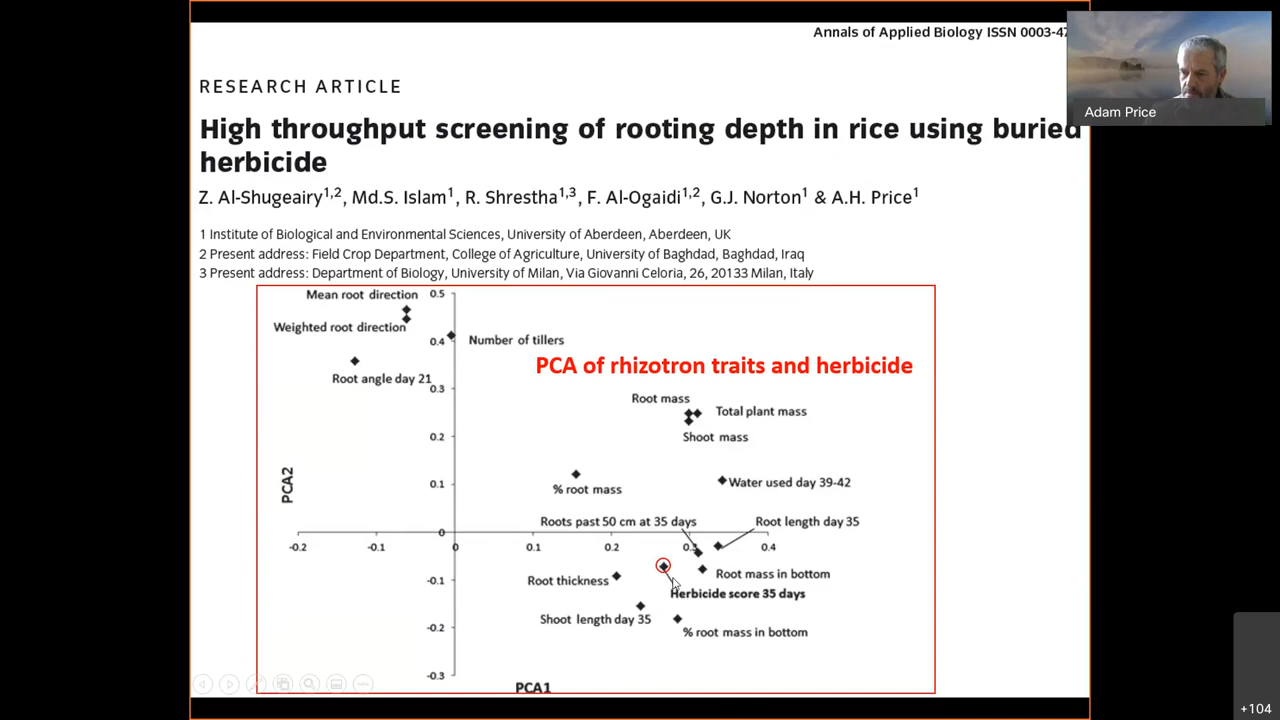 Annals of Applied Biology ISSN 0003-47
Adam Price
RESEARCH ARTICLE
High throughput screening of rooting depth in rice using buried
herbicide
Z. Al-Shugeairy1,2, Md.S. Islam1, R. Shrestha1,3, F. Al-Ogaidi1,2, G.J. Norton1 & A.H. Price1
1 Institute of Biological and Environmental Sciences, University of Aberdeen, Aberdeen, UK
2 Present address: Field Crop Department, College of Agriculture, University of Baghdad, Baghdad, Iraq
3 Present address: Department of Biology, University of Milan, Via Giovanni Celoria, 26, 20133 Milan, Italy
Mean root direction
0.5
Weighted root direction
0.4
Number of tillers
PCA of rhizotron traits and herbicide
Root angle day 21
0.3
Root mass
Total plant mass
0.2
Shoot mass
PCA2
0.1
% root mass
Water used day 39-42
Roots past 50 cm at 35 days
Root length day 35
0
-0.2
-0.1
0
0.1
0.2
0.3
0.4
-0.1
Root thickness
Root mass in bottom
Herbicide score 35 days
Shoot length day 35
-0.2
% root mass in bottom
-0.3
PCA1
+104